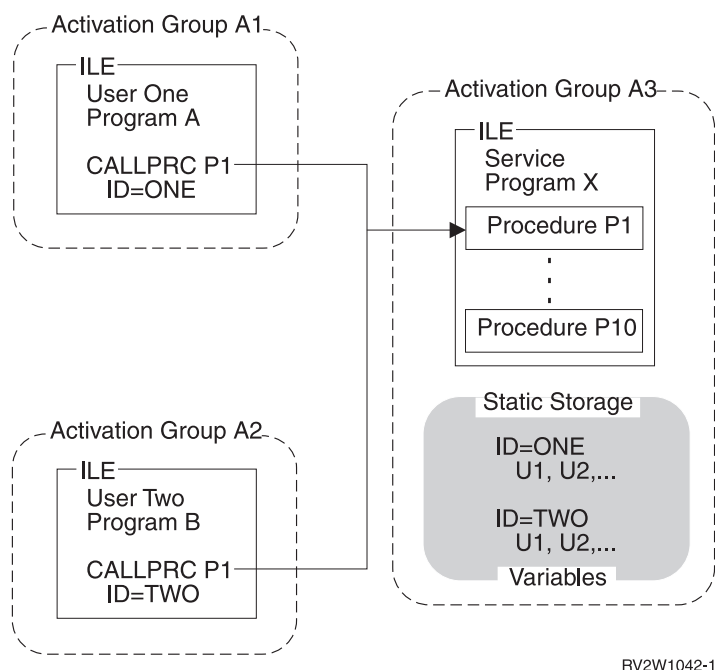 Activation Group A1
ILE
User One
Program A
CALLPRC P1
ID=ONE
Activation Group A2
ILE
User Two
Program B
CALLPRC P1
ID=TWO
Activation Group A3
ILE
Service
Program X
Procedure P1
Procedure P10
Static Storage
ID=ONE
U1, U2,...
ID=TWO
U1, U2,...
Variables
RV2W1042-1